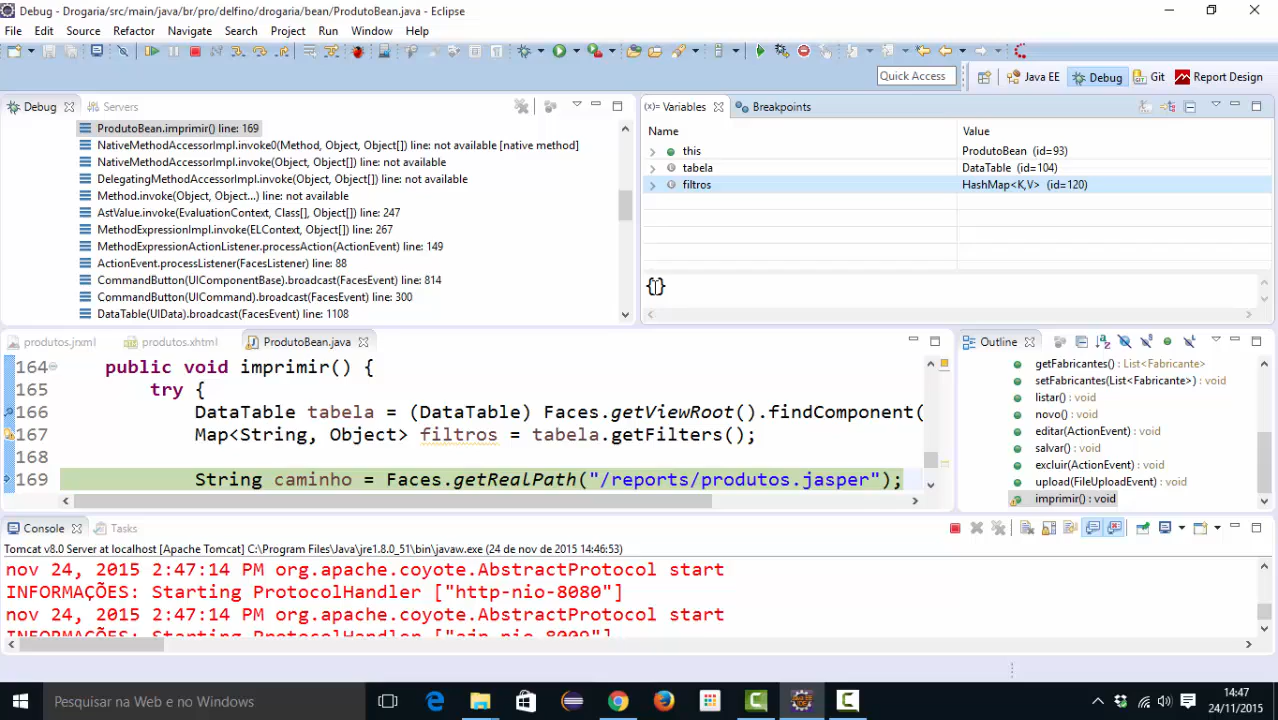 Debug - Drogaria/src/main/java/br/pro/delfino/drogaria/bean/ProdutoBean.java - Eclipse
File Edit Source Refactor Navigate Search Project Run Window Help
Quick Access Java EE Debug Git Report Design
Debug Servers
ProdutoBean.imprimir() line: 169
NativeMethodAccessorImpl.invoke0(Method, Object, Object[]) line: not available [native method]
NativeMethodAccessorImpl.invoke(Object, Object[]) line: not available
DelegatingMethodAccessorImpl.invoke(Object, Object[]) line: not available
Method.invoke(Object, Object...) line: not available
AstValue.invoke(EvaluationContext, Class[], Object[]) line: 247
MethodExpressionImpl.invoke(ELContext, Object[]) line: 267
MethodExpressionActionListener.processAction(ActionEvent) line: 149
ActionEvent.processListener(FacesListener) line: 88
CommandButton(UIComponentBase).broadcast(FacesEvent) line: 814
CommandButton(UICommand).broadcast(FacesEvent) line: 300
DataTable(UIData).broadcast(FacesEvent) line: 1108
(x)= Variables Breakpoints
Name Value
this ProdutoBean (id=93)
tabela DataTable (id=104)
filtros HashMap<K,V> (id=120)
{}
produtos.jrxml produtos.xhtml ProdutoBean.java
164 public void imprimir() {
165 try {
166 DataTable tabela = (DataTable) Faces.getViewRoot().findComponent(
167 Map<String, Object> filtros = tabela.getFilters();
168
169 String caminho = Faces.getRealPath("/reports/produtos.jasper");
Outline
getFabricantes() : List<Fabricante>
setFabricantes(List<Fabricante>) : void
listar() : void
novo() : void
editar(ActionEvent) : void
salvar() : void
excluir(ActionEvent) : void
upload(FileUploadEvent) : void
imprimir() : void
Console Tasks
Tomcat v8.0 Server at localhost [Apache Tomcat] C:\Program Files\Java\jre1.8.0_51\bin\javaw.exe (24 de nov de 2015 14:46:53)
nov 24, 2015 2:47:14 PM org.apache.coyote.AbstractProtocol start
INFORMAÇÕES: Starting ProtocolHandler ["http-nio-8080"]
nov 24, 2015 2:47:14 PM org.apache.coyote.AbstractProtocol start
INFORMAÇÕES: Starting ProtocolHandler ["ajp-nio-8009"]
Pesquisar na Web e no Windows
14:47
24/11/2015